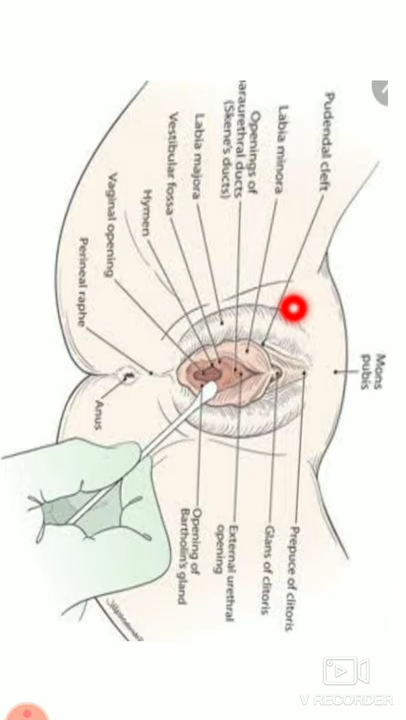 Pudendal cleft
Labia minora
Openings of
paraurethral ducts
(Skene's ducts)
Labia majora
Vestibular fossa
Hymen
Vaginal opening
Perineal raphe
Mons
pubis
Anus
Prepuce of clitoris
Glans of clitoris
External urethral
opening
Opening of
Bartholin's gland
V RECORDER